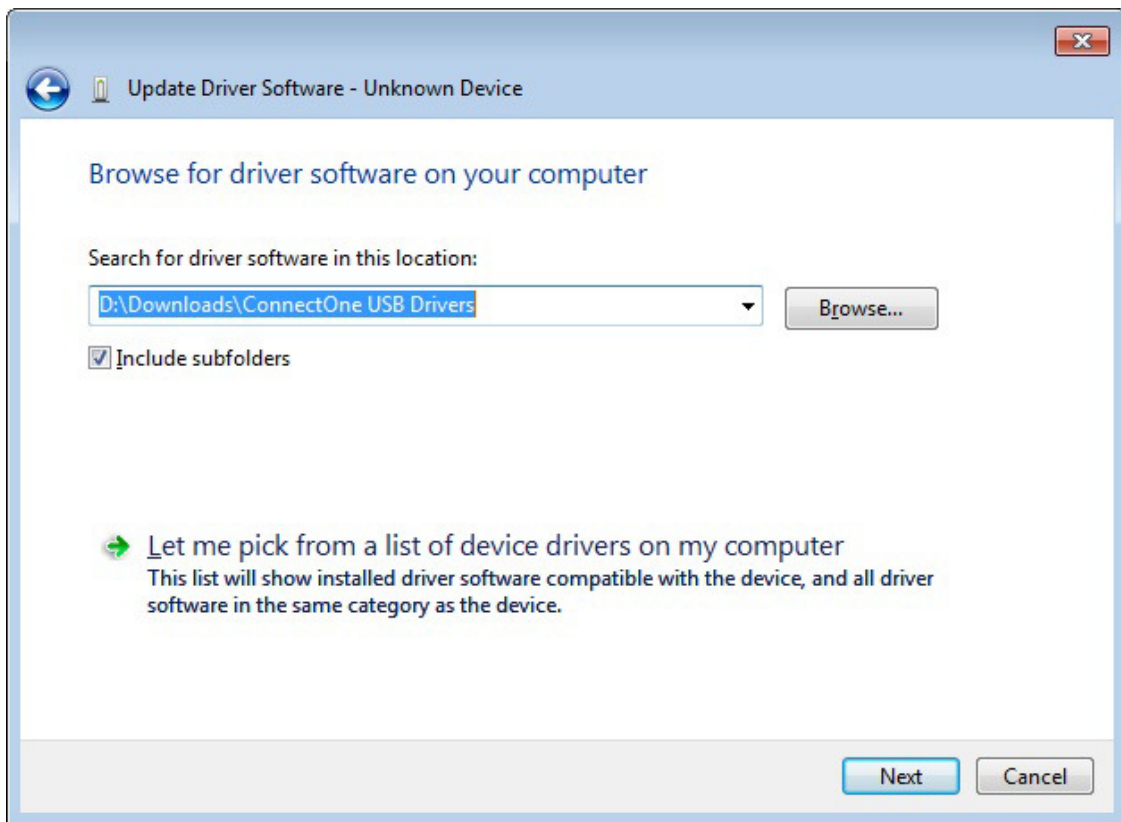 Update Driver Software - Unknown Device
Browse for driver software on your computer
Search for driver software in this location:
D:\Downloads\ConnectOne USB Drivers
Browse...
Include subfolders
Let me pick from a list of device drivers on my computer
This list will show installed driver software compatible with the device, and all driver
software in the same category as the device.
Next
Cancel